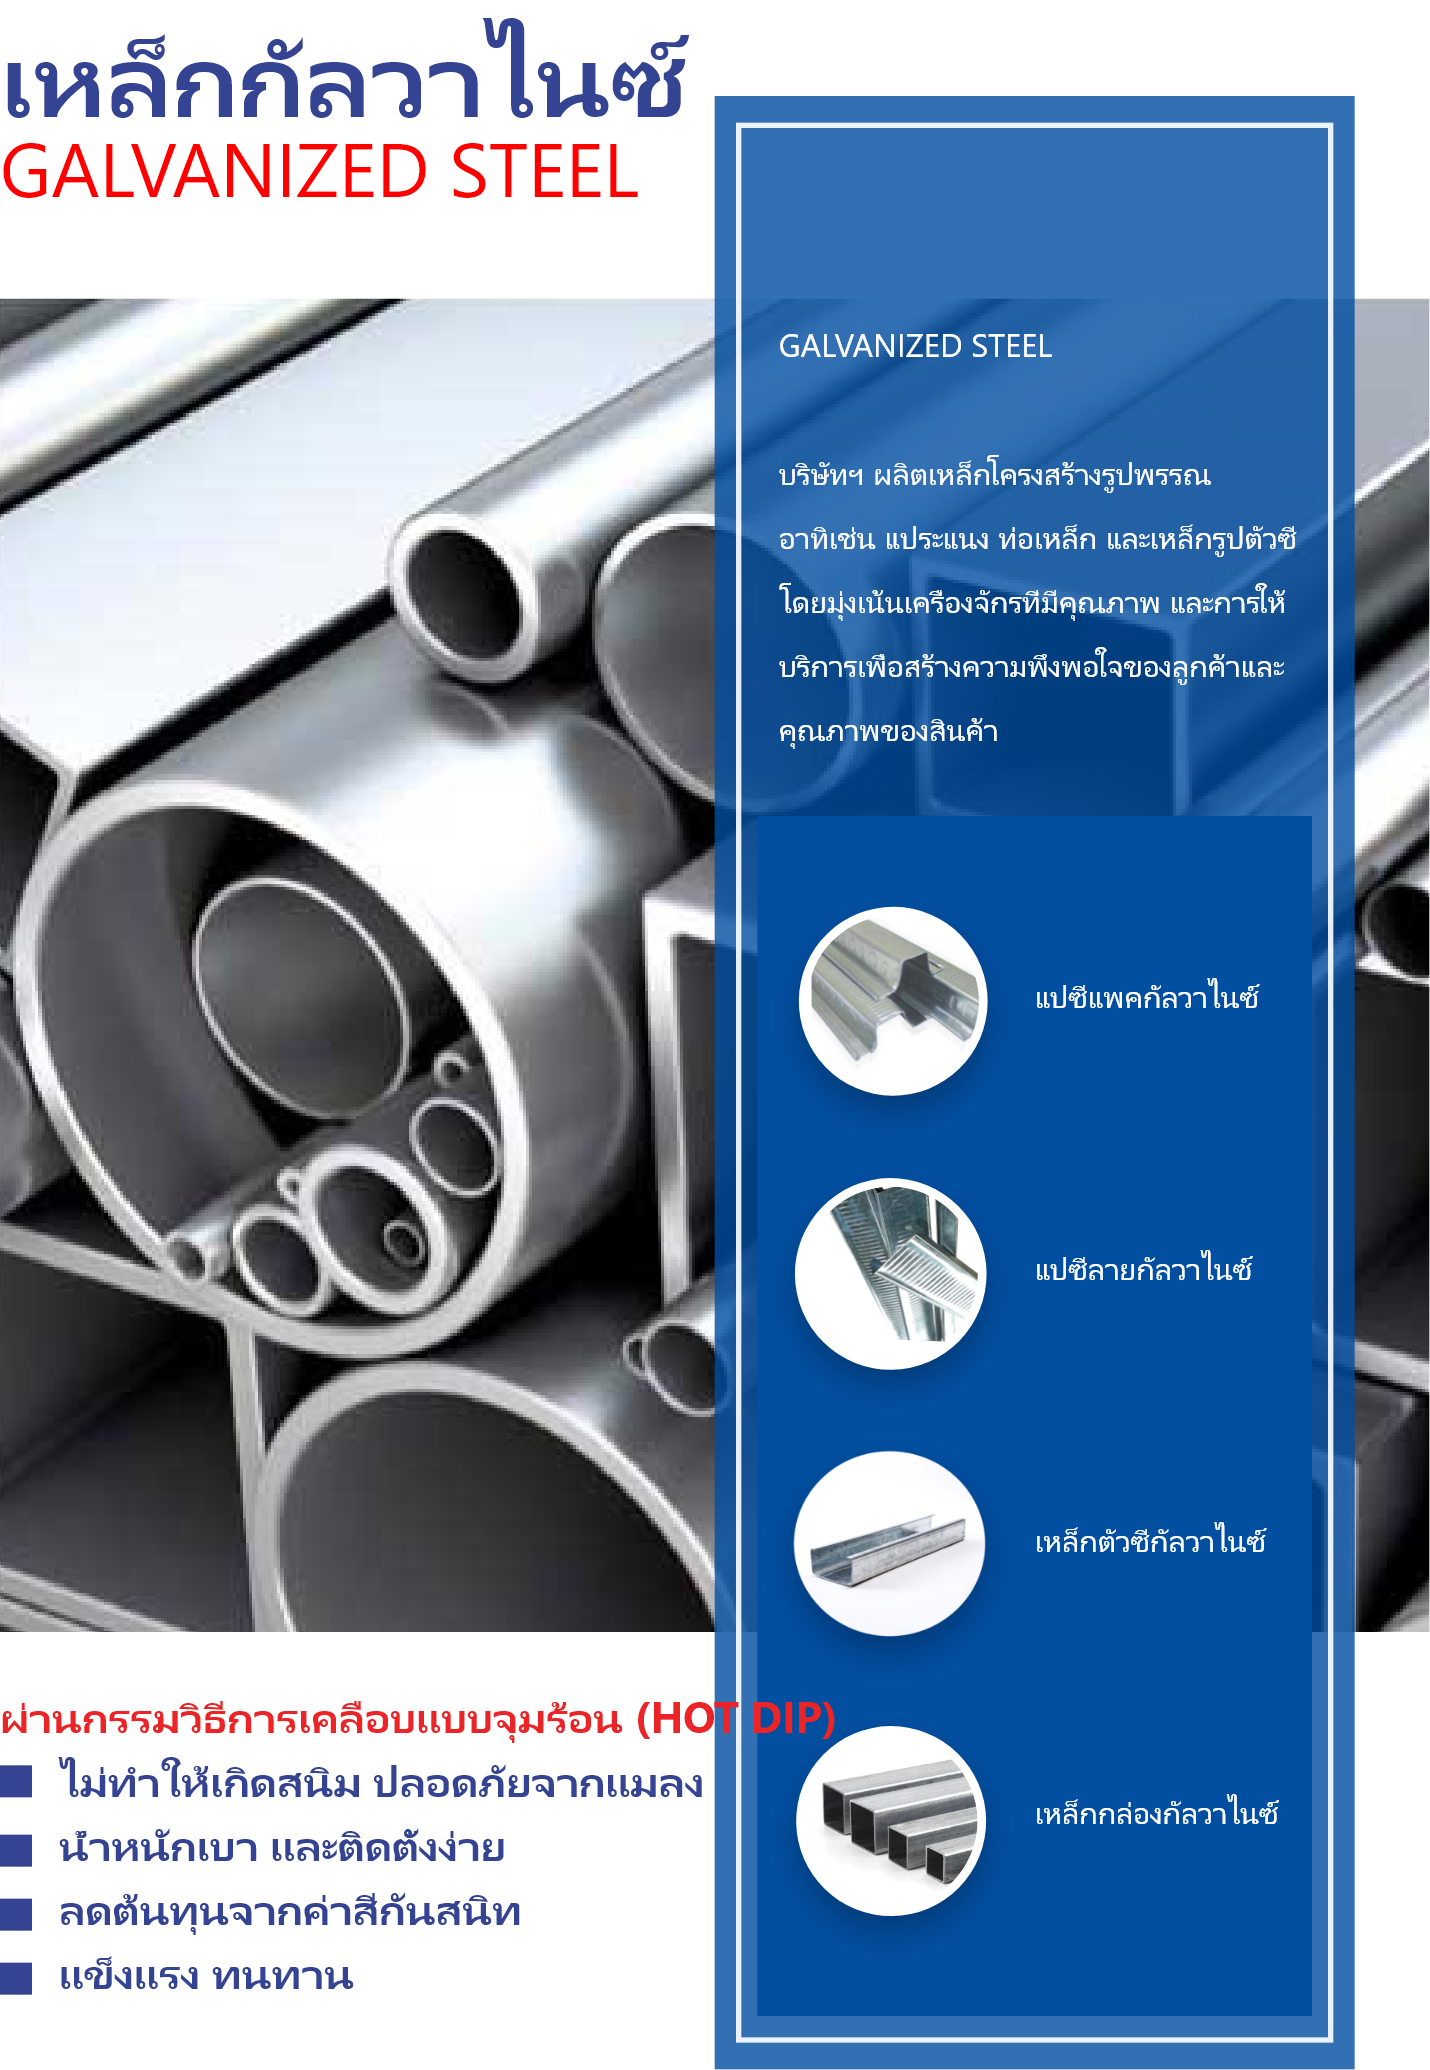 เหล็กกัลวาไนซ์
GALVANIZED STEEL
GALVANIZED STEEL
บริษัทฯ ผลิตเหล็กโครงสร้างรูปพรรณ
อาทิเช่น แประแนง ท่อเหล็ก และเหล็กรูปตัวซี
โดยมุ่งเน้นเครืองจักรทีมีคุณภาพ และการให้
บริการเพือสร้างความพึงพอใจของลูกค้าและ
คุณภาพของสินค้า
แปซีแพคกัลวาไนซ์
แปซีลายกัลวาไนซ์
เหล็กตัวซีกัลวาไนซ์
เหล็กกล่องกัลวาไนซ์
ผ่านกรรมวิธีการเคลือบแบบจุมร้อน (HOT DIP)
ไม่ทำให้เกิดสนิม ปลอดภัยจากแมลง
น้ำหนักเบา และติดตังง่าย
ลดต้นทุนจากค่าสีกันสนิท
แข็งแรง ทนทาน